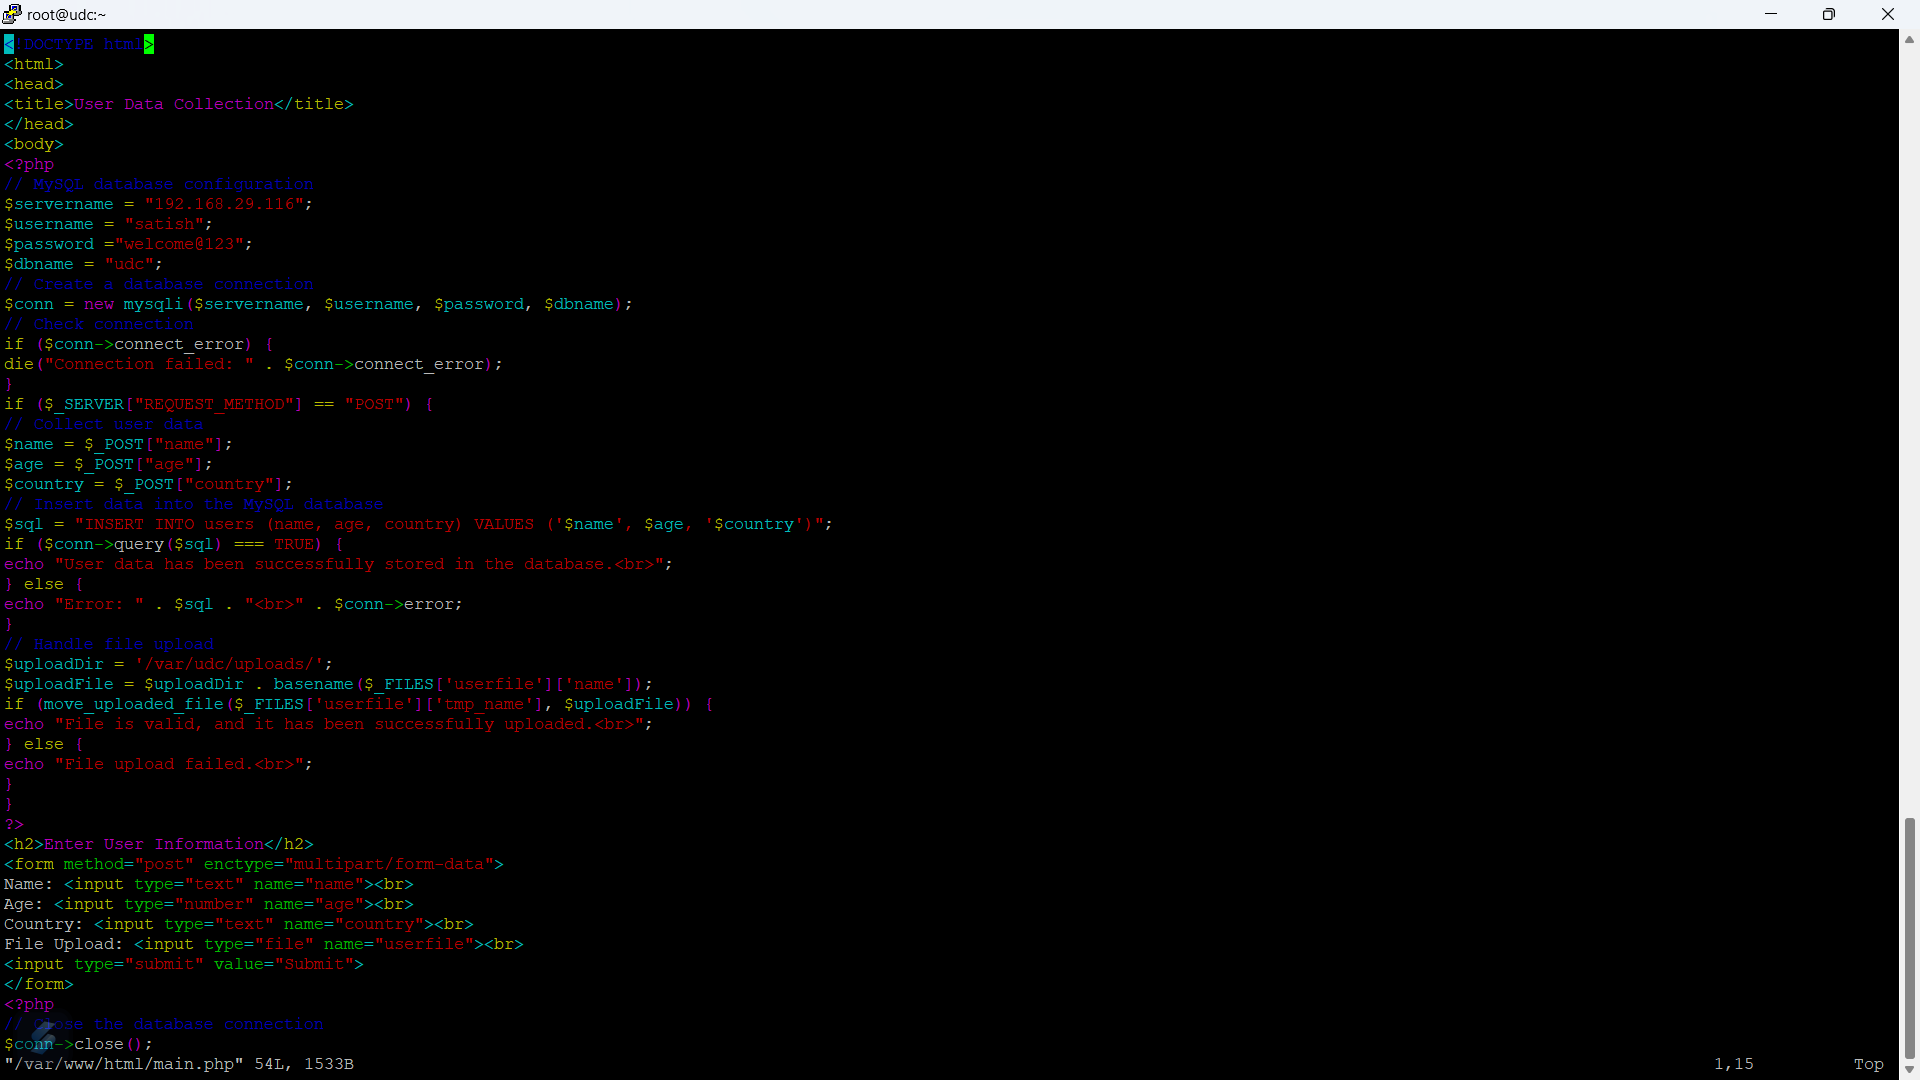 root@udc:~
<!DOCTYPE html>
<html>
<head>
<title>User Data Collection</title>
</head>
<body>
<?php
// MySQL database configuration
$servername = "192.168.29.116";
$username = "satish";
$password ="welcome@123";
$dbname = "udc";
// Create a database connection
$conn = new mysqli($servername, $username, $password, $dbname);
// Check connection
if ($conn->connect_error) {
die("Connection failed: " . $conn->connect_error);
}
if ($_SERVER["REQUEST_METHOD"] == "POST") {
// Collect user data
$name = $_POST["name"];
$age = $_POST["age"];
$country = $_POST["country"];
// Insert data into the MySQL database
$sql = "INSERT INTO users (name, age, country) VALUES ('$name', $age, '$country')";
if ($conn->query($sql) === TRUE) {
echo "User data has been successfully stored in the database.<br>";
} else {
echo "Error: " . $sql . "<br>" . $conn->error;
}
// Handle file upload
$uploadDir = '/var/udc/uploads/';
$uploadFile = $uploadDir . basename($_FILES['userfile']['name']);
if (move_uploaded_file($_FILES['userfile']['tmp_name'], $uploadFile)) {
echo "File is valid, and it has been successfully uploaded.<br>";
} else {
echo "File upload failed.<br>";
}
}
?>
<h2>Enter User Information</h2>
<form method="post" enctype="multipart/form-data">
Name: <input type="text" name="name"><br>
Age: <input type="number" name="age"><br>
Country: <input type="text" name="country"><br>
File Upload: <input type="file" name="userfile"><br>
<input type="submit" value="Submit">
</form>
<?php
// Close the database connection
$conn->close();
"/var/www/html/main.php" 54L, 1533B 1,15 Top